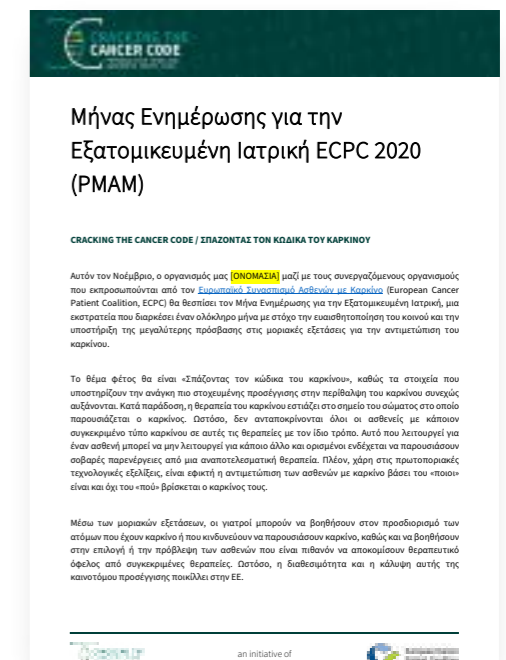 CRACKING THE
CANCER CODE
Μήνας Ενημέρωσης για την
Εξατομικευμένη Ιατρική ECPC 2020
(PMAM)
CRACKING THE CANCER CODE / ΣΠΑΖΟΝΤΑΣ ΤΟΝ ΚΩΔΙΚΑ ΤΟΥ ΚΑΡΚΙΝΟΥ
Αυτόν τον Νοέμβριο, ο οργανισμός μας [ΟΝΟΜΑΣΙΑ] μαζί με τους συνεργαζόμενους οργανισμούς
που εκπροσωπούνται από τον Ευρωπαϊκό Συνασπισμό Ασθενών με Καρκίνο (European Cancer
Patient Coalition, ECPC) θα θεσπίσει τον Μήνα Ενημέρωσης για την Εξατομικευμένη Ιατρική, μια
εκστρατεία που διαρκέσει έναν ολόκληρο μήνα με στόχο την ευαισθητοποίηση του κοινού και την
υποστήριξη της μεγαλύτερης πρόσβασης στις μοριακές εξετάσεις για την αντιμετώπιση του
καρκίνου.
Το θέμα φέτος θα είναι «Σπάζοντας τον κώδικα του καρκίνου», καθώς τα στοιχεία που
υποστηρίζουν την ανάγκη πιο στοχευμένης προσέγγισης στην περίθαλψη του καρκίνου συνεχώς
αυξάνονται. Κατά παράδοση, η θεραπεία του καρκίνου εστιάζει στο σημείο του σώματος στο οποίο
παρουσιάζεται ο καρκίνος. Ωστόσο, δεν ανταποκρίνονται όλοι οι ασθενείς με κάποιον
συγκεκριμένο τύπο καρκίνου σε αυτές τις θεραπείες με τον ίδιο τρόπο. Αυτό που λειτουργεί για
έναν ασθενή μπορεί να μην λειτουργεί για κάποιο άλλο και ορισμένοι ενδέχεται να παρουσιάσουν
σοβαρές παρενέργειες από μια αναποτελεσματική θεραπεία. Πλέον, χάρη στις πρωτοποριακές
τεχνολογικές εξελίξεις, είναι εφικτή η αντιμετώπιση των ασθενών με καρκίνο βάσει του «ποιοι»
είναι και όχι του «πού» βρίσκεται ο καρκίνος τους.
Μέσω των μοριακών εξετάσεων, οι γιατροί μπορούν να βοηθήσουν στον προσδιορισμό των
ατόμων που έχουν καρκίνο ή που κινδυνεύουν να παρουσιάσουν καρκίνο, καθώς και να βοηθήσουν
στην επιλογή ή την πρόβλεψη των ασθενών που είναι πιθανόν να αποκομίσουν θεραπευτικό
όφελος από συγκεκριμένες θεραπείες. Ωστόσο, η διαθεσιμότητα και η κάλυψη αυτής της
καινοτόμου προσέγγισης ποικίλλει στην ΕΕ.
an initiative of